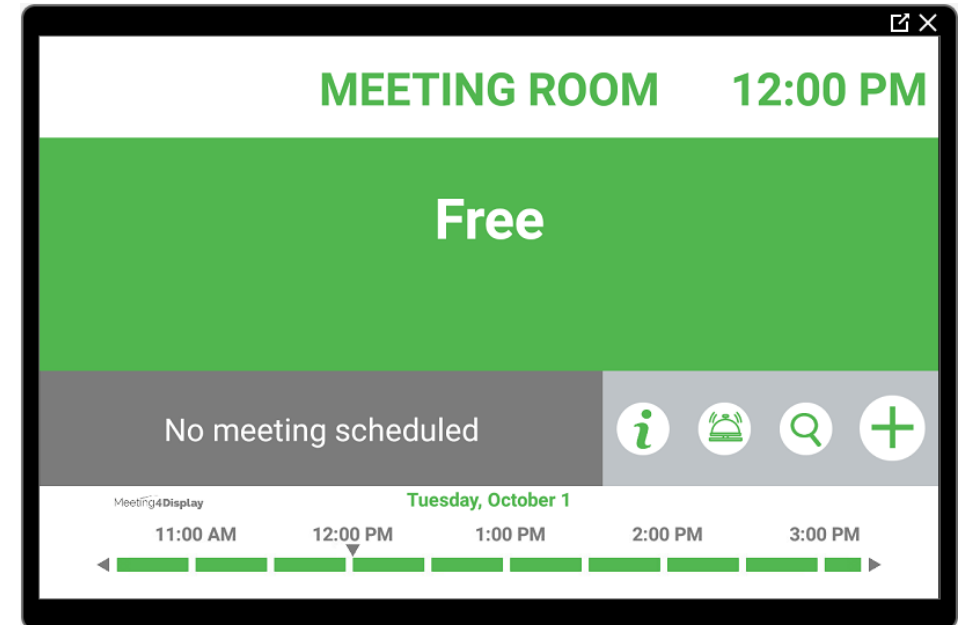 MEETING ROOM 12:00 PM
Free
No meeting scheduled
Meeting4Display
Tuesday, October 1
11:00 AM 12:00 PM 1:00 PM 2:00 PM 3:00 PM